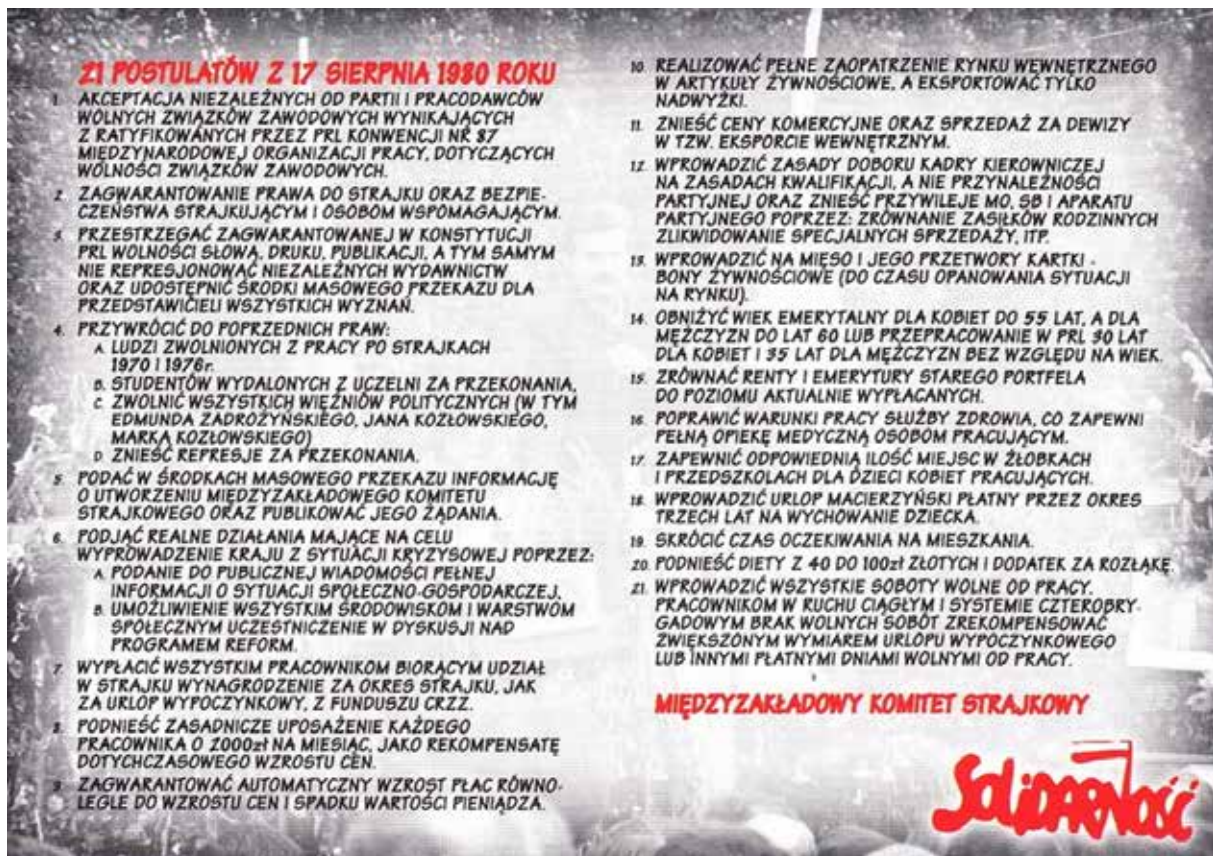 21 POSTULATÓW Z 17 SIERPNIA 1980 ROKU
1. AKCEPTACJA NIEZALEŻNYCH OD PARTII I PRACODAWCÓW
WOLNYCH ZWIĄZKÓW ZAWODOWYCH WYNIKAJĄCYCH
Z RATYFIKOWANYCH PRZEZ PRL KONWENCJI NR 87
MIĘDZYNARODOWEJ ORGANIZACJI PRACY, DOTYCZĄCYCH
WOLNOŚCI ZWIĄZKÓW ZAWODOWYCH.
2. ZAGWARANTOWANIE PRAWA DO STRAJKU ORAZ BEZPIE-
CZEŃSTWA STRAJKUJĄCYM I OSOBOM WSPOMAGAJĄCYM.
3. PRZESTRZEGAĆ ZAGWARANTOWANEJ W KONSTYTUCJI
PRL WOLNOŚCI SŁOWA, DRUKU, PUBLIKACJI, A TYM SAMYM
NIE REPRESJONOWAĆ NIEZALEŻNYCH WYDAWNICTW
ORAZ UDOSTĘPNIĆ ŚRODKI MASOWEGO PRZEKAZU DLA
PRZEDSTAWICIELI WSZYSTKICH WYZNAŃ.
4. PRZYWRÓCIĆ DO POPRZEDNICH PRAW:
A. LUDZI ZWOLNIONYCH Z PRACY PO STRAJKACH
1970 I 1976r.
B. STUDENTÓW WYDALONYCH Z UCZELNI ZA PRZEKONANIA,
C. ZWOLNIĆ WSZYSTKICH WIĘŹNIÓW POLITYCZNYCH (W TYM
EDMUNDA ZADROŻYŃSKIEGO, JANA KOZŁOWSKIEGO,
MARKA KOZŁOWSKIEGO)
D. ZNIEŚĆ REPRESJE ZA PRZEKONANIA.
5. PODAĆ W ŚRODKACH MASOWEGO PRZEKAZU INFORMACJĘ
O UTWORZENIU MIĘDZYZAKŁADOWEGO KOMITETU
STRAJKOWEGO ORAZ PUBLIKOWAĆ JEGO ŻĄDANIA.
6. PODJĄĆ REALNE DZIAŁANIA MAJĄCE NA CELU
WYPROWADZENIE KRAJU Z SYTUACJI KRYZYSOWEJ POPRZEZ:
A. PODANIE DO PUBLICZNEJ WIADOMOŚCI PEŁNEJ
INFORMACJI O SYTUACJI SPOŁECZNO-GOSPODARCZEJ,
B. UMOŻLIWIENIE WSZYSTKIM ŚRODOWISKOM I WARSTWOM
SPOŁECZNYM UCZESTNICZENIE W DYSKUSJI NAD
PROGRAMEM REFORM.
7. WYPŁACIĆ WSZYSTKIM PRACOWNIKOM BIORĄCYM UDZIAŁ
W STRAJKU WYNAGRODZENIE ZA OKRES STRAJKU, JAK
ZA URLOP WYPOCZYNKOWY, Z FUNDUSZU CRZZ.
8. PODNIEŚĆ ZASADNICZE UPOSAŻENIE KAŻDEGO
PRACOWNIKA O 2000zł NA MIESIĄC, JAKO REKOMPENSATĘ
DOTYCHCZASOWEGO WZROSTU CEN.
9. ZAGWARANTOWAĆ AUTOMATYCZNY WZROST PŁAC RÓWNO-
LEGLE DO WZROSTU CEN I SPADKU WARTOŚCI PIENIĄDZA.
10. REALIZOWAĆ PEŁNE ZAOPATRZENIE RYNKU WEWNĘTRZNEGO
W ARTYKUŁY ŻYWNOŚCIOWE, A EKSPORTOWAĆ TYLKO
NADWYŻKI.
11. ZNIEŚĆ CENY KOMERCYJNE ORAZ SPRZEDAŻ ZA DEWIZY
W TZW. EKSPORCIE WEWNĘTRZNYM.
12. WPROWADZIĆ ZASADY DOBORU KADRY KIEROWNICZEJ
NA ZASADACH KWALIFIKACJI, A NIE PRZYNALEŻNOŚCI
PARTYJNEJ ORAZ ZNIEŚĆ PRZYWILEJE MO, SB I APARATU
PARTYJNEGO POPRZEZ: ZRÓWNANIE ZASIŁKÓW RODZINNYCH
ZLIKWIDOWANIE SPECJALNYCH SPRZEDAŻY, ITP.
13. WPROWADZIĆ NA MIĘSO I JEGO PRZETWORY KARTKI -
BONY ŻYWNOŚCIOWE (DO CZASU OPANOWANIA SYTUACJI
NA RYNKU).
14. OBNIŻYĆ WIEK EMERYTALNY DLA KOBIET DO 55 LAT, A DLA
MĘŻCZYZN DO LAT 60 LUB PRZEPRACOWANIE W PRL 30 LAT
DLA KOBIET I 35 LAT DLA MĘŻCZYZN BEZ WZGLĘDU NA WIEK.
15. ZRÓWNAĆ RENTY I EMERYTURY STAREGO PORTFELA
DO POZIOMU AKTUALNIE WYPŁACANYCH.
16. POPRAWIĆ WARUNKI PRACY SŁUŻBY ZDROWIA, CO ZAPEWNI
PEŁNĄ OPIEKĘ MEDYCZNĄ OSOBOM PRACUJĄCYM.
17. ZAPEWNIĆ ODPOWIEDNIĄ ILOŚĆ MIEJSC W ŻŁOBKACH
I PRZEDSZKOLACH DLA DZIECI KOBIET PRACUJĄCYCH.
18. WPROWADZIĆ URLOP MACIERZYŃSKI PŁATNY PRZEZ OKRES
TRZECH LAT NA WYCHOWANIE DZIECKA.
19. SKRÓCIĆ CZAS OCZEKIWANIA NA MIESZKANIA.
20. PODNIEŚĆ DIETY Z 40 DO 100zł ZŁOTYCH I DODATEK ZA ROZŁĄKĘ.
21. WPROWADZIĆ WSZYSTKIE SOBOTY WOLNE OD PRACY.
PRACOWNIKOM W RUCHU CIĄGŁYM I SYSTEMIE CZTEROBRY-
GADOWYM BRAK WOLNYCH SOBÓT ZREKOMPENSOWAĆ
ZWIĘKSZONYM WYMIAREM URLOPU WYPOCZYNKOWEGO
LUB INNYMI PŁATNYMI DNIAMI WOLNYMI OD PRACY.
MIĘDZYZAKŁADOWY KOMITET STRAJKOWY
SOLIDARNOŚĆ